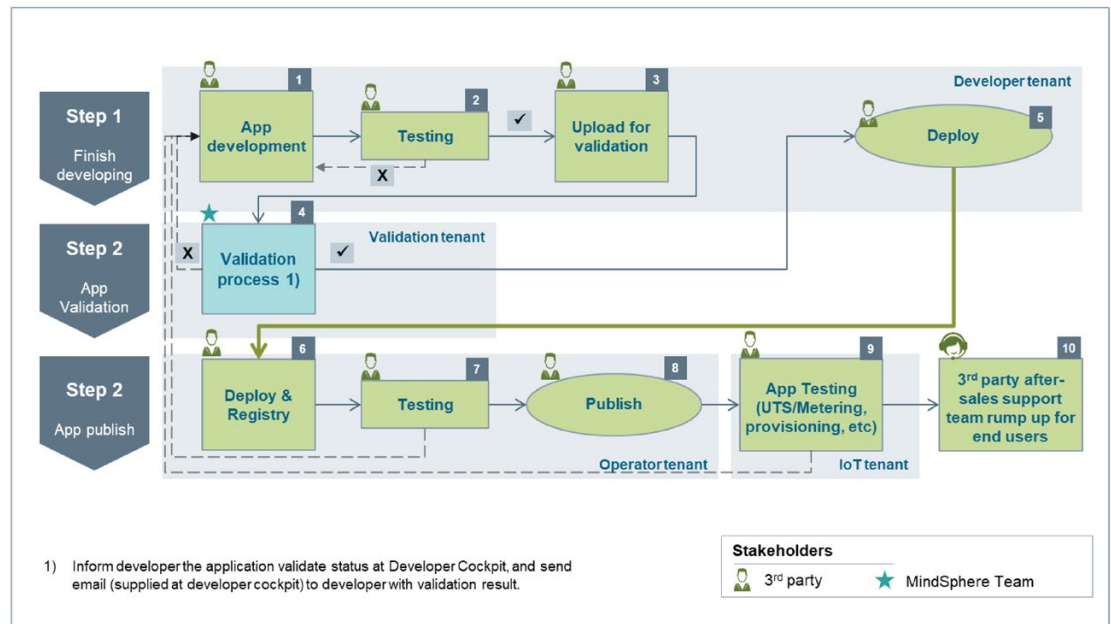 Step 1
Finish
developing
1
App
development
2
Testing
✓
X
3
Upload for
validation
Developer tenant
5
Deploy
Step 2
App
Validation
X
4
Validation
process 1)
✓
Validation tenant
Step 2
App publish
6
Deploy &
Registry
7
Testing
8
Publish
Operator tenant
9
App Testing
(UTS/Metering,
provisioning, etc)
IoT tenant
10
3rd party after-
sales support
team rump up for
end users
1) Inform developer the application validate status at Developer Cockpit, and send
email (supplied at developer cockpit) to developer with validation result.
Stakeholders
3rd party
MindSphere Team